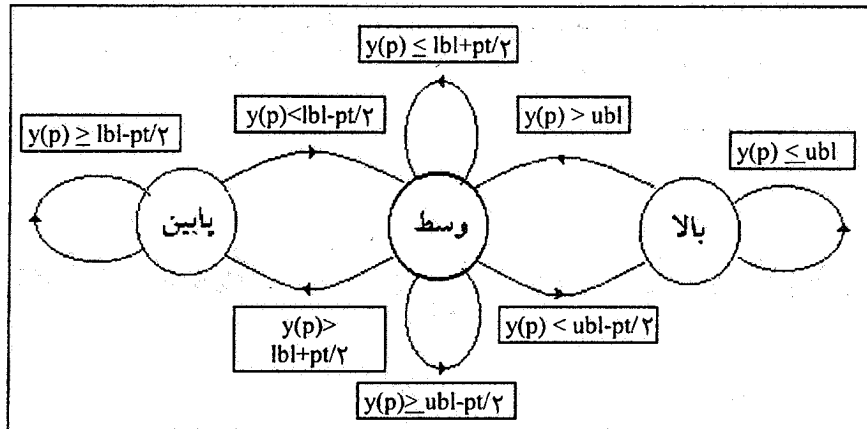 y(p) ≤ lbl+pt/۲
y(p)<lbl-pt/۲
y(p) > ubl
y(p) ≥ lbl-pt/۲
y(p) ≤ ubl
پایین
وسط
بالا
y(p)>
lbl+pt/۲
y(p) < ubl-pt/۲
y(p)≥ubl-pt/۲